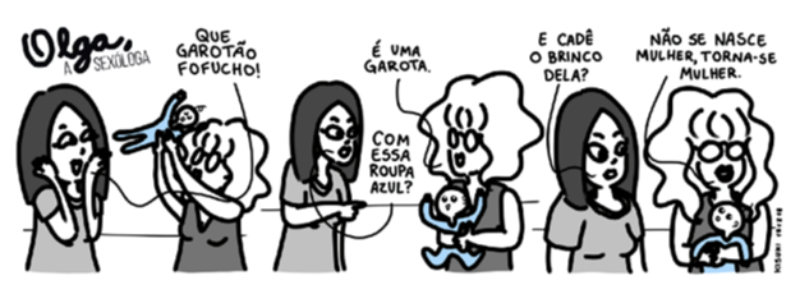 Olga,
A SEXÓLOGA
QUE
GAROTÃO
FOFUCHO!
É UMA
GAROTA.
COM
ESSA
ROUPA
AZUL?
E CADÊ
O BRINCO
DELA?
NÃO SE NASCE
MULHER, TORNA-SE
MULHER.